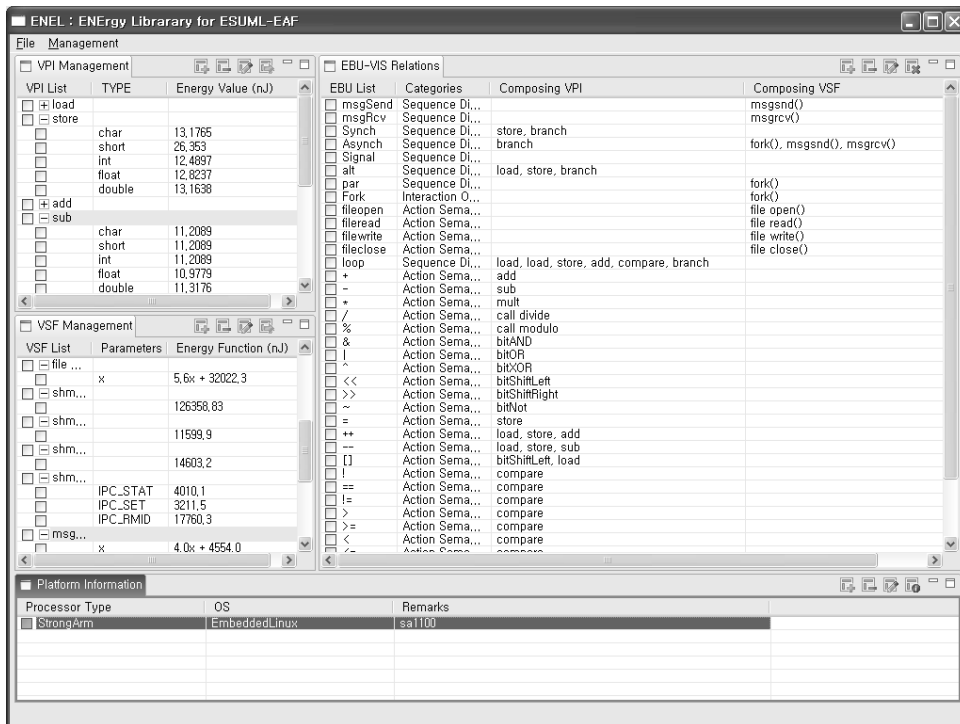 ENEL : ENErgy Librarary for ESUML-EAF
File Management
VPI Management
VPI List TYPE Energy Value (nJ)
load
store
char 13,1765
short 26,353
int 12,4897
float 12,8237
double 13,1638
add
sub
char 11,2089
short 11,2089
int 11,2089
float 10,9779
double 11,3176
VSF Management
VSF List Parameters Energy Function (nJ)
file ...
x 5,6x + 32022,3
shm...
126358,83
shm...
11599,9
shm...
14603,2
shm...
IPC_STAT 4010,1
IPC_SET 3211,5
IPC_RMID 17760,3
msg...
x 4,0x + 4554,0
EBU-VIS Relations
EBU List Categories Composing VPI Composing VSF
msgSend Sequence Di... msgsnd()
msgRcv Sequence Di... msgrcv()
Synch Sequence Di... store, branch
Asynch Sequence Di... branch fork(), msgsnd(), msgrcv()
Signal Sequence Di...
alt Sequence Di... load, store, branch
par Sequence Di... fork()
Fork Interaction O... fork()
fileopen Action Sema... file open()
fileread Action Sema... file read()
filewrite Action Sema... file write()
fileclose Action Sema... file close()
loop Sequence Di... load, load, store, add, compare, branch
+ Action Sema... add
- Action Sema... sub
* Action Sema... mult
/ Action Sema... call divide
% Action Sema... call modulo
& Action Sema... bitAND
| Action Sema... bitOR
^ Action Sema... bitXOR
<< Action Sema... bitShiftLeft
>> Action Sema... bitShiftRight
~ Action Sema... bitNot
= Action Sema... store
++ Action Sema... load, store, add
-- Action Sema... load, store, sub
[] Action Sema... bitShiftLeft, load
! Action Sema... compare
== Action Sema... compare
!= Action Sema... compare
> Action Sema... compare
>= Action Sema... compare
< Action Sema... compare
<= Action Sema... compare
Platform Information
Processor Type OS Remarks
StrongArm EmbeddedLinux sa1100